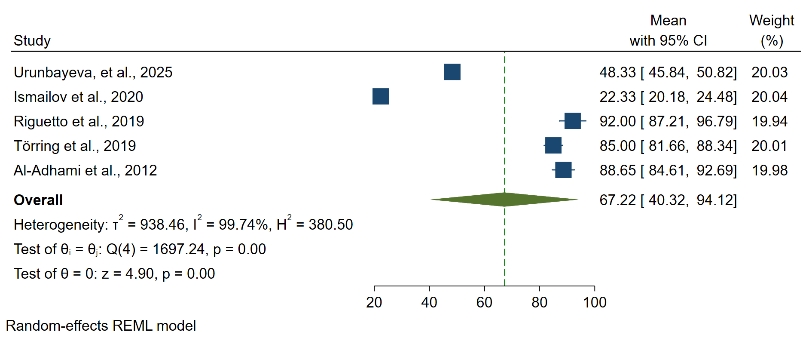 Mean Weight
Study with 95% CI (%)
Urunbayeva, et al., 2025 48.33 [ 45.84, 50.82] 20.03
Ismailov et al., 2020 22.33 [ 20.18, 24.48] 20.04
Riguetto et al., 2019 92.00 [ 87.21, 96.79] 19.94
Törring et al., 2019 85.00 [ 81.66, 88.34] 20.01
Al-Adhami et al., 2012 88.65 [ 84.61, 92.69] 19.98
Overall 67.22 [ 40.32, 94.12]
Heterogeneity: τ² = 938.46, I² = 99.74%, H² = 380.50
Test of θᵢ = θⱼ: Q(4) = 1697.24, p = 0.00
Test of θ = 0: z = 4.90, p = 0.00
20 40 60 80 100
Random-effects REML model